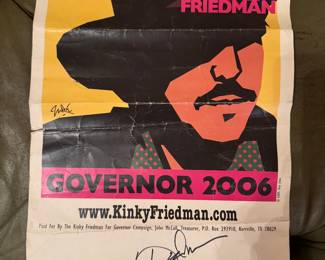 FRIEDMAN
GOVERNOR 2006
www.KinkyFriedman.com
Paid For By The Kinky Friedman For Governor Campaign, John McCall, Treasurer, P.O. Box 293910, Kerrville, TX 78029